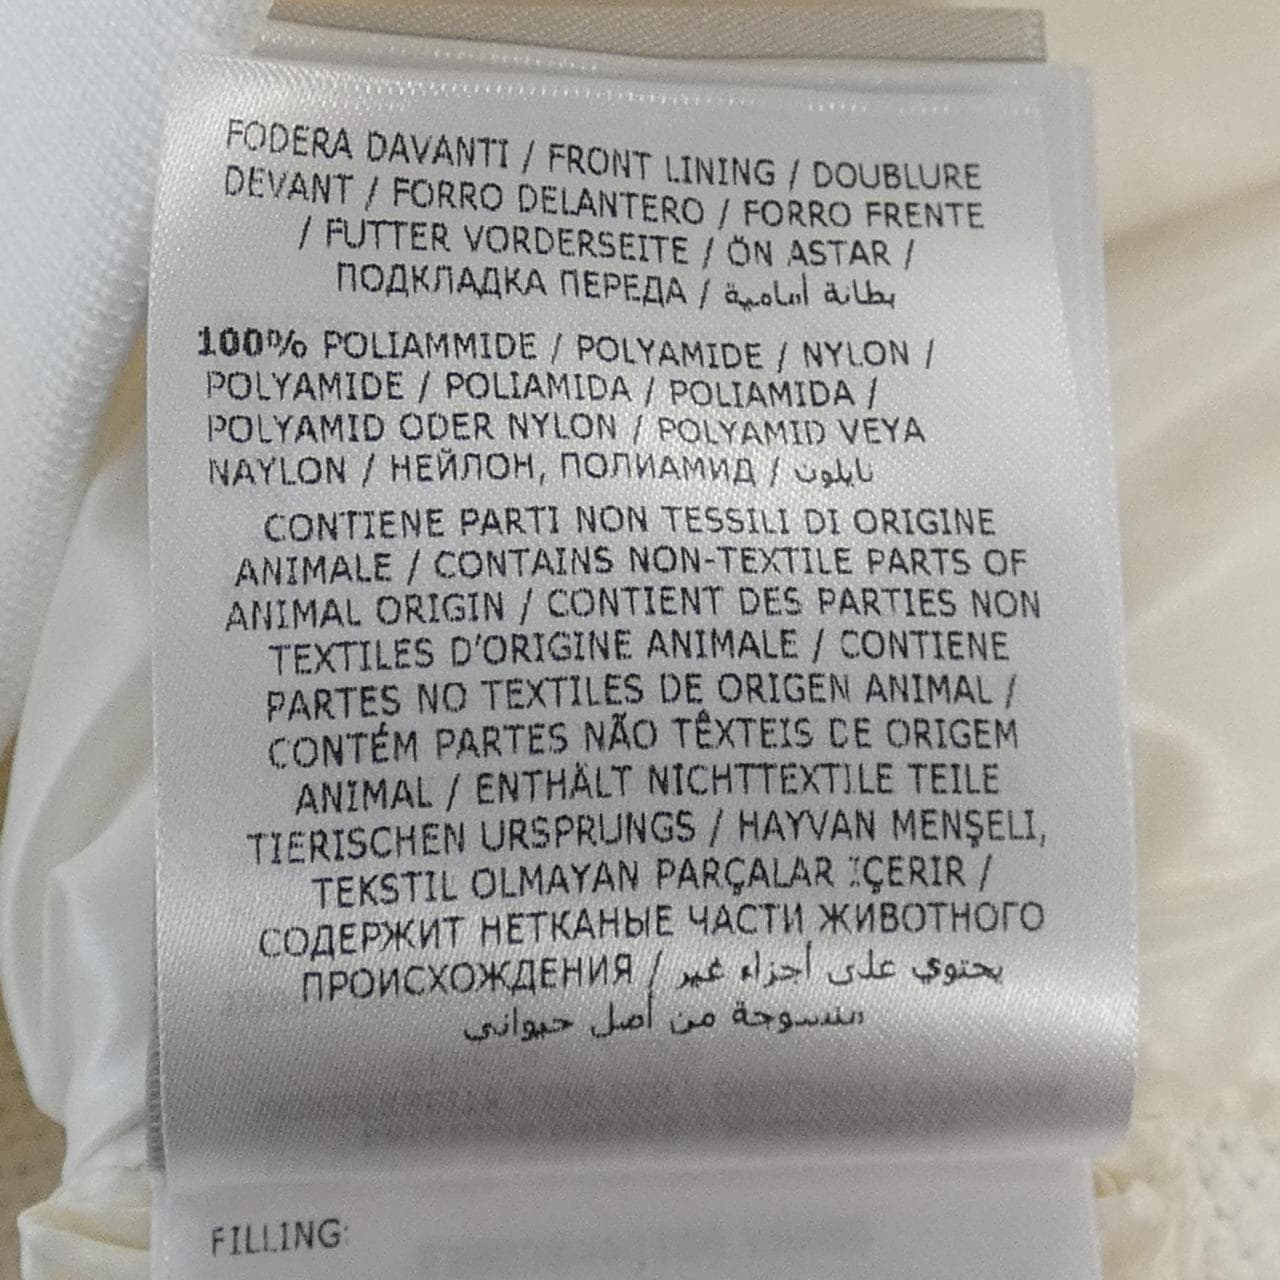 FODERA DAVANTI / FRONT LINING / DOUBLURE
DEVANT / FORRO DELANTERO / FORRO FRENTE
/ FUTTER VORDERSEITE / ÖN ASTAR /
ПОДКЛАДКА ПЕРЕДА / بطانة أمامية
100% POLIAMMIDE / POLYAMIDE / NYLON /
POLYAMIDE / POLIAMIDA / POLIAMIDA /
POLYAMID ODER NYLON / POLYAMID VEYA
NAYLON / НЕЙЛОН, ПОЛИАМИД / نايلون
CONTIENE PARTI NON TESSILI DI ORIGINE
ANIMALE / CONTAINS NON-TEXTILE PARTS OF
ANIMAL ORIGIN / CONTIENT DES PARTIES NON
TEXTILES D'ORIGINE ANIMALE / CONTIENE
PARTES NO TEXTILES DE ORIGEN ANIMAL /
CONTÉM PARTES NÃO TÊXTEIS DE ORIGEM
ANIMAL / ENTHÄLT NICHTTEXTILE TEILE
TIERISCHEN URSPRUNGS / HAYVAN MENŞELI,
TEKSTIL OLMAYAN PARÇALAR İÇERIR /
СОДЕРЖИТ НЕТКАНЫЕ ЧАСТИ ЖИВОТНОГО
ПРОИСХОЖДЕНИЯ / يحتوي على أجزاء غير
منسوجة من أصل حيواني
FILLING: